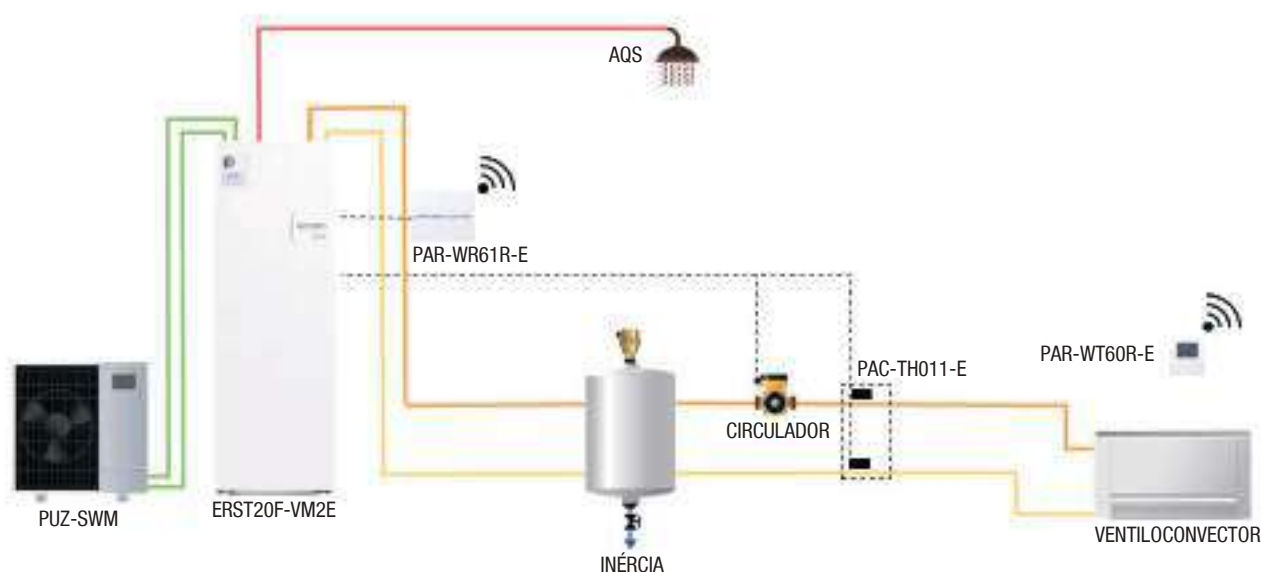 AQS
PAR-WR61R-E
PAR-WT60R-E
PAC-TH011-E
CIRCULADOR
PUZ-SWM
ERST20F-VM2E
INÉRCIA
VENTILOCONVECTOR